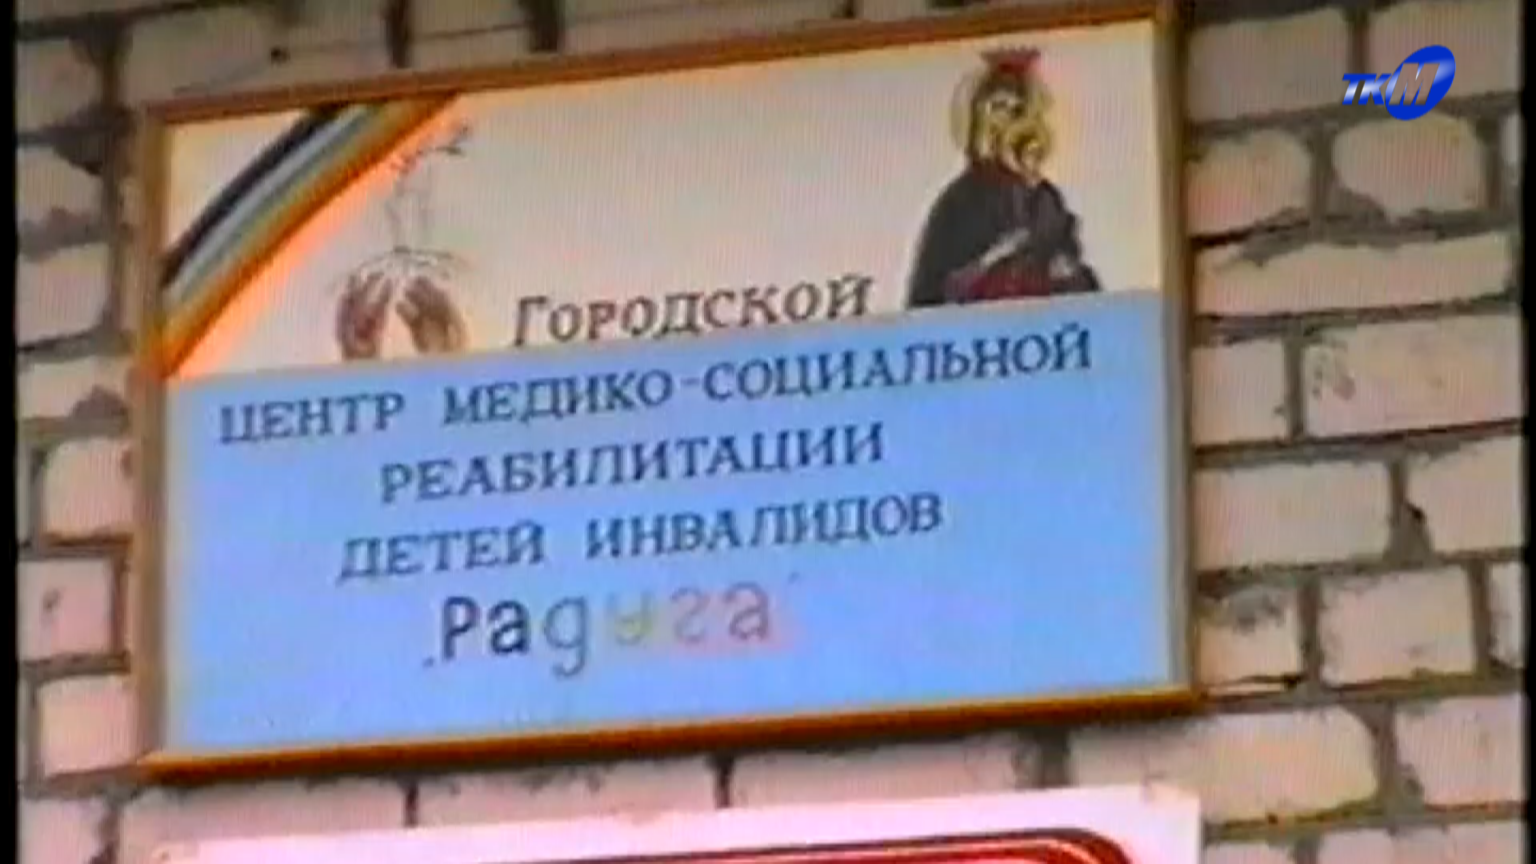 ТКМ
Городской
ЦЕНТР МЕДИКО-СОЦИАЛЬНОЙ
РЕАБИЛИТАЦИИ
ДЕТЕЙ ИНВАЛИДОВ
Радуга